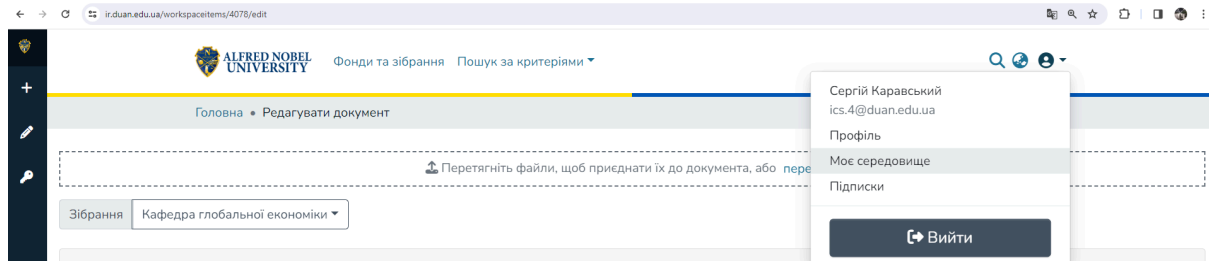 ir.duan.edu.ua/workspaceitems/4078/edit
ALFRED NOBEL
UNIVERSITY
Фонди та зібрання Пошук за критеріями
Сергій Каравський
ics.4@duan.edu.ua
Головна • Редагувати документ
Профіль
Моє середовище
Перетягніть файли, щоб приєднати їх до документа, або пере
Підписки
Зібрання Кафедра глобальної економіки
Вийти